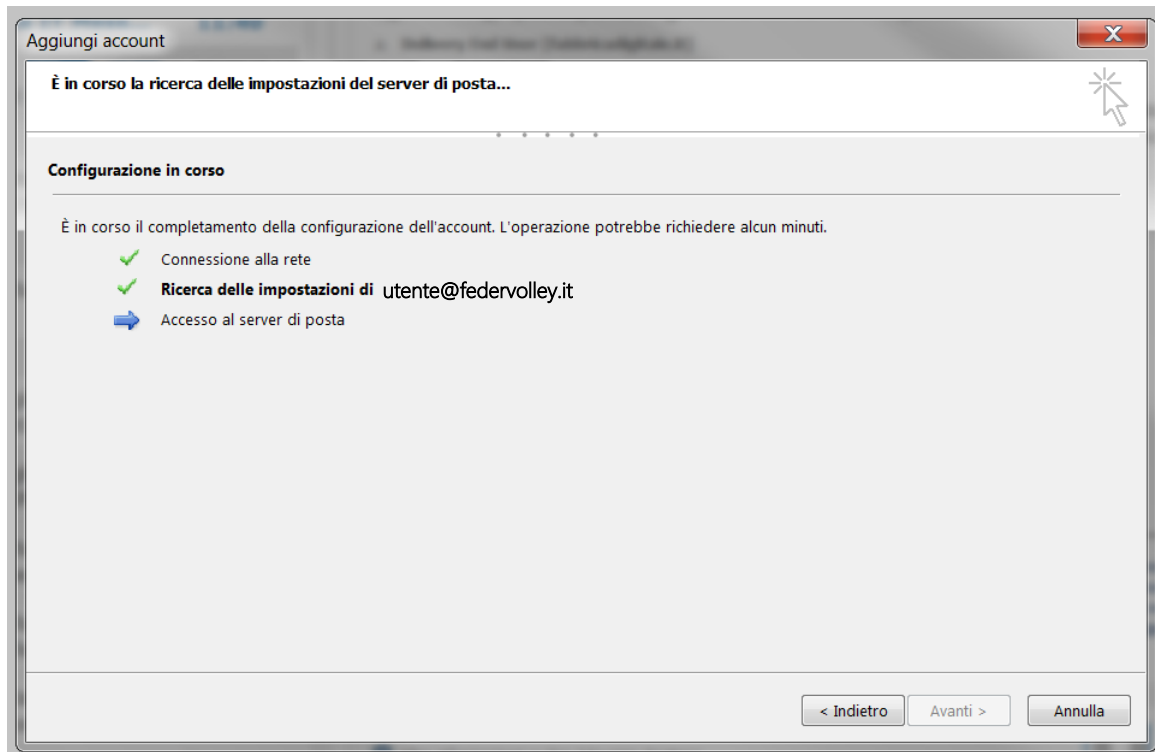 Aggiungi account
È in corso la ricerca delle impostazioni del server di posta...
Configurazione in corso
È in corso il completamento della configurazione dell'account. L'operazione potrebbe richiedere alcun minuti.
Connessione alla rete
Ricerca delle impostazioni di utente@federvolley.it
Accesso al server di posta
< Indietro Avanti > Annulla